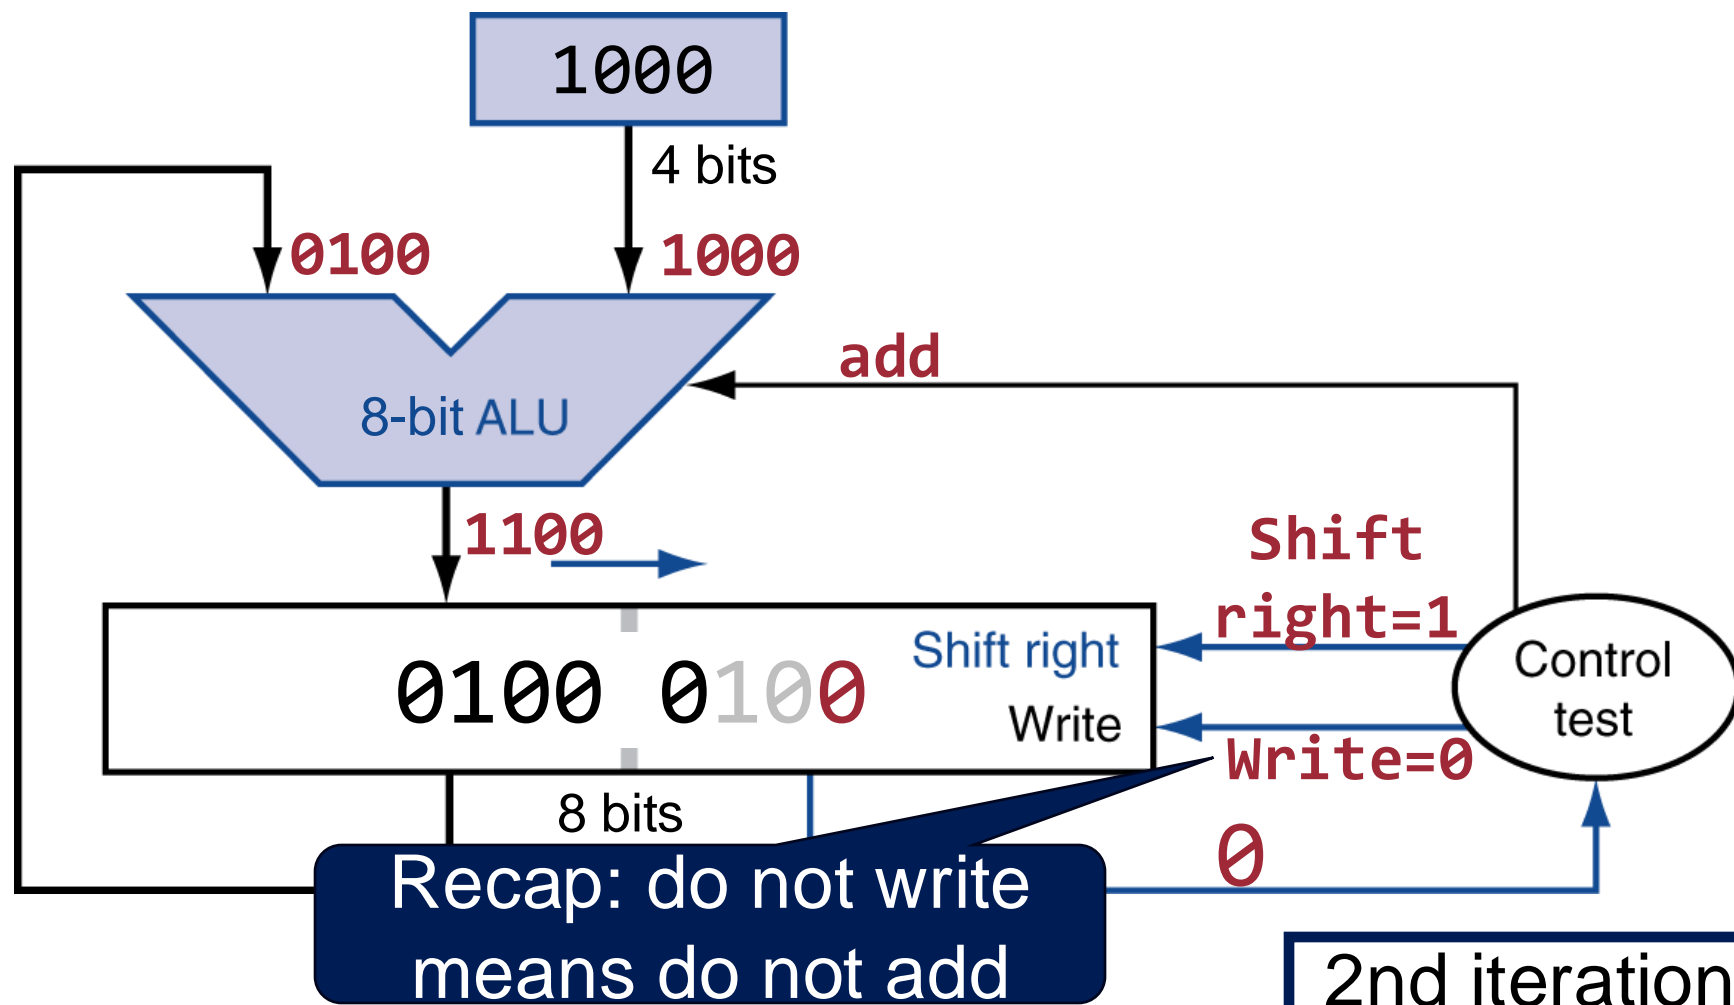 1000
4 bits
0100
1000
add
8-bit ALU
1100
Shift
right=1
0100 0100
Shift right
Write
Control
test
Write=0
8 bits
0
Recap: do not write
means do not add
2nd iteration